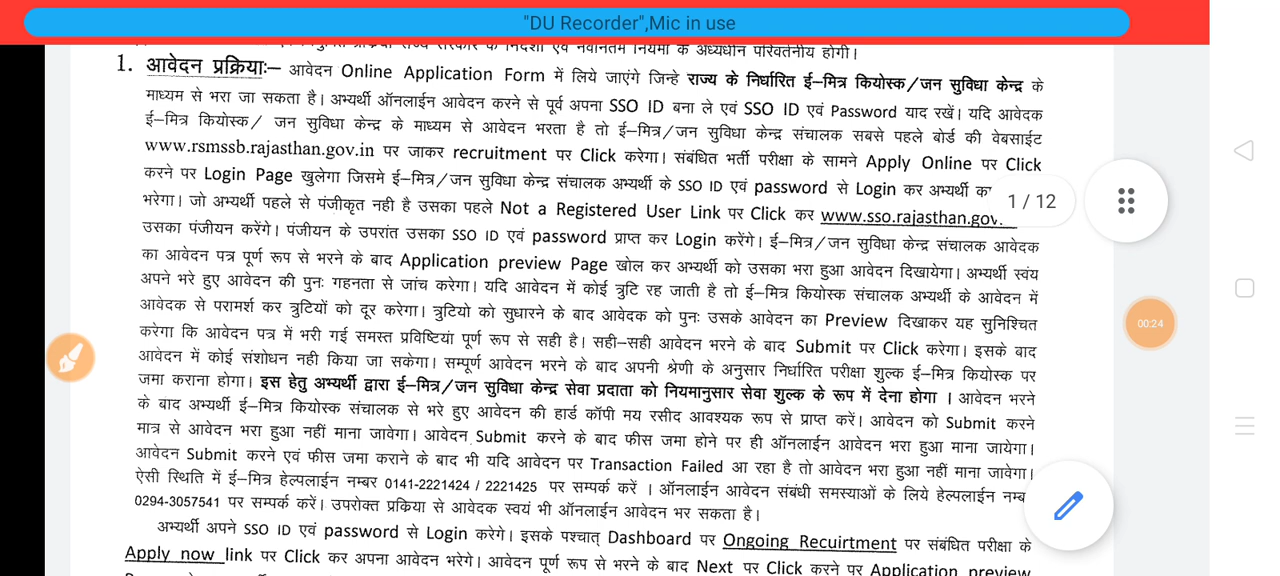 "DU Recorder",Mic in use
के निर्देशों एवं नवीनतम नियमों के अध्यधीन परिवर्तनीय होगी।
1. आवेदन प्रक्रियाः– आवेदन Online Application Form में लिये जाएंगे जिन्हे राज्य के निर्धारित ई–मित्र कियोस्क/जन सुविधा केन्द्र के
माध्यम से भरा जा सकता है। अभ्यर्थी ऑनलाईन आवेदन करने से पूर्व अपना SSO ID बना ले एवं SSO ID एवं Password याद रखें। यदि आवेदक
ई–मित्र कियोस्क/ जन सुविधा केन्द्र के माध्यम से आवेदन भरता है तो ई–मित्र/जन सुविधा केन्द्र संचालक सबसे पहले बोर्ड की वेबसाईट
www.rsmssb.rajasthan.gov.in पर जाकर recruitment पर Click करेगा। संबंधित भर्ती परीक्षा के सामने Apply Online पर Click
करने पर Login Page खुलेगा जिसमे ई–मित्र/जन सुविधा केन्द्र संचालक अभ्यर्थी के SSO ID एवं password से Login कर अभ्यर्थी का
भरेगा। जो अभ्यर्थी पहले से पंजीकृत नही है उसका पहले Not a Registered User Link पर Click कर www.sso.rajasthan.gov.
1 / 12
उसका पंजीयन करेंगे। पंजीयन के उपरांत उसका SSO ID एवं password प्राप्त कर Login करेंगे। ई–मित्र/जन सुविधा केन्द्र संचालक आवेदक
का आवेदन पत्र पूर्ण रूप से भरने के बाद Application preview Page खोल कर अभ्यर्थी को उसका भरा हुआ आवेदन दिखायेगा। अभ्यर्थी स्वंय
अपने भरे हुए आवेदन की पुनः गहनता से जांच करेगा। यदि आवेदन में कोई त्रुटि रह जाती है तो ई–मित्र कियोस्क संचालक अभ्यर्थी के आवेदन में
आवेदक से परामर्श कर त्रुटियों को दूर करेगा। त्रुटियो को सुधारने के बाद आवेदक को पुनः उसके आवेदन का Preview दिखाकर यह सुनिश्चित
00:24
करेगा कि आवेदन पत्र में भरी गई समस्त प्रविष्टियां पूर्ण रूप से सही है। सही–सही आवेदन भरने के बाद Submit पर Click करेगा। इसके बाद
आवेदन में कोई संशोधन नही किया जा सकेगा। सम्पूर्ण आवेदन भरने के बाद अपनी श्रेणी के अनुसार निर्धारित परीक्षा शुल्क ई–मित्र कियोस्क पर
जमा कराना होगा। इस हेतु अभ्यर्थी द्वारा ई–मित्र/जन सुविधा केन्द्र सेवा प्रदाता को नियमानुसार सेवा शुल्क के रूप में देना होगा । आवेदन भरने
के बाद अभ्यर्थी ई–मित्र कियोस्क संचालक से भरे हुए आवेदन की हार्ड कॉपी मय रसीद आवश्यक रूप से प्राप्त करें। आवेदन को Submit करने
मात्र से आवेदन भरा हुआ नहीं माना जावेगा। आवेदन Submit करने के बाद फीस जमा होने पर ही ऑनलाईन आवेदन भरा हुआ माना जायेगा।
आवेदन Submit करने एवं फीस जमा कराने के बाद भी यदि आवेदन पर Transaction Failed आ रहा है तो आवेदन भरा हुआ नहीं माना जावेगा।
ऐसी स्थिति में ई–मित्र हेल्पलाईन नम्बर 0141-2221424 / 2221425 पर सम्पर्क करें । ऑनलाईन आवेदन संबंधी समस्याओं के लिये हेल्पलाईन नम्ब
0294-3057541 पर सम्पर्क करें। उपरोक्त प्रकिया से आवेदक स्वयं भी ऑनलाईन आवेदन भर सकता है।
अभ्यर्थी अपने SSO ID एवं password से Login करेगे। इसके पश्चात् Dashboard पर Ongoing Recuirtment पर संबंधित परीक्षा के
Apply now link पर Click कर अपना आवेदन भरेगे। आवेदन पूर्ण रूप से भरने के बाद Next पर Click करने पर Application preview